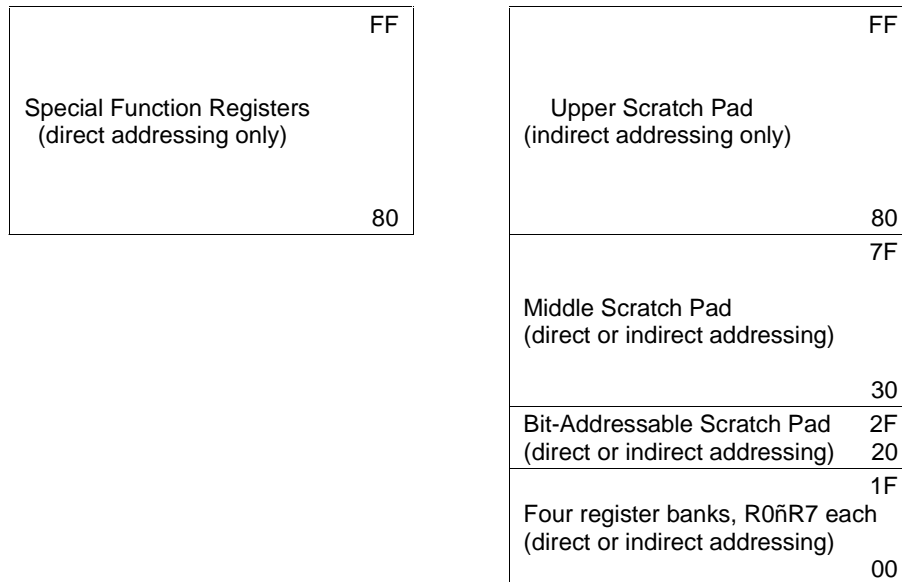 FF
Special Function Registers
(direct addressing only)
80
FF
Upper Scratch Pad
(indirect addressing only)
80
7F
Middle Scratch Pad
(direct or indirect addressing)
30
Bit-Addressable Scratch Pad 2F
(direct or indirect addressing) 20
1F
Four register banks, R0ñR7 each
(direct or indirect addressing)
00